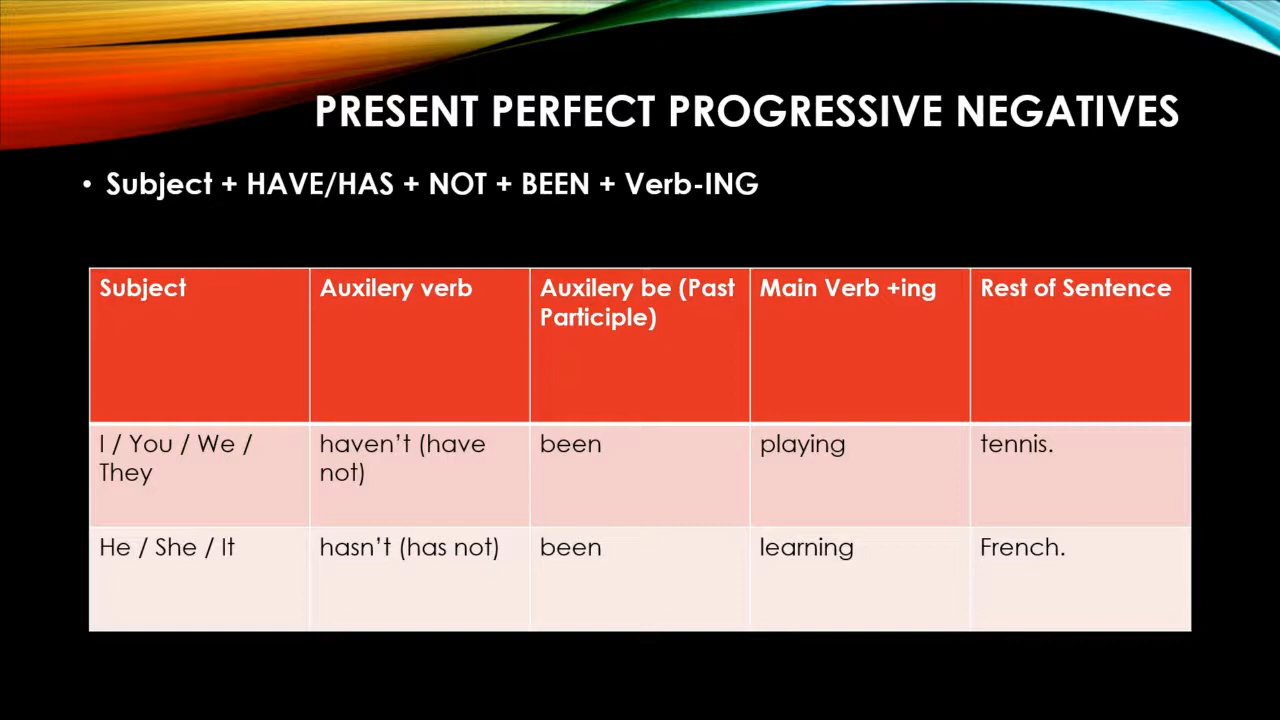 PRESENT PERFECT PROGRESSIVE NEGATIVES
• Subject + HAVE/HAS + NOT + BEEN + Verb-ING
Subject
Auxilery verb
Auxilery be (Past
Participle)
Main Verb +ing
Rest of Sentence
I / You / We /
They
haven't (have
not)
been
playing
tennis.
He / She / It
hasn't (has not)
been
learning
French.